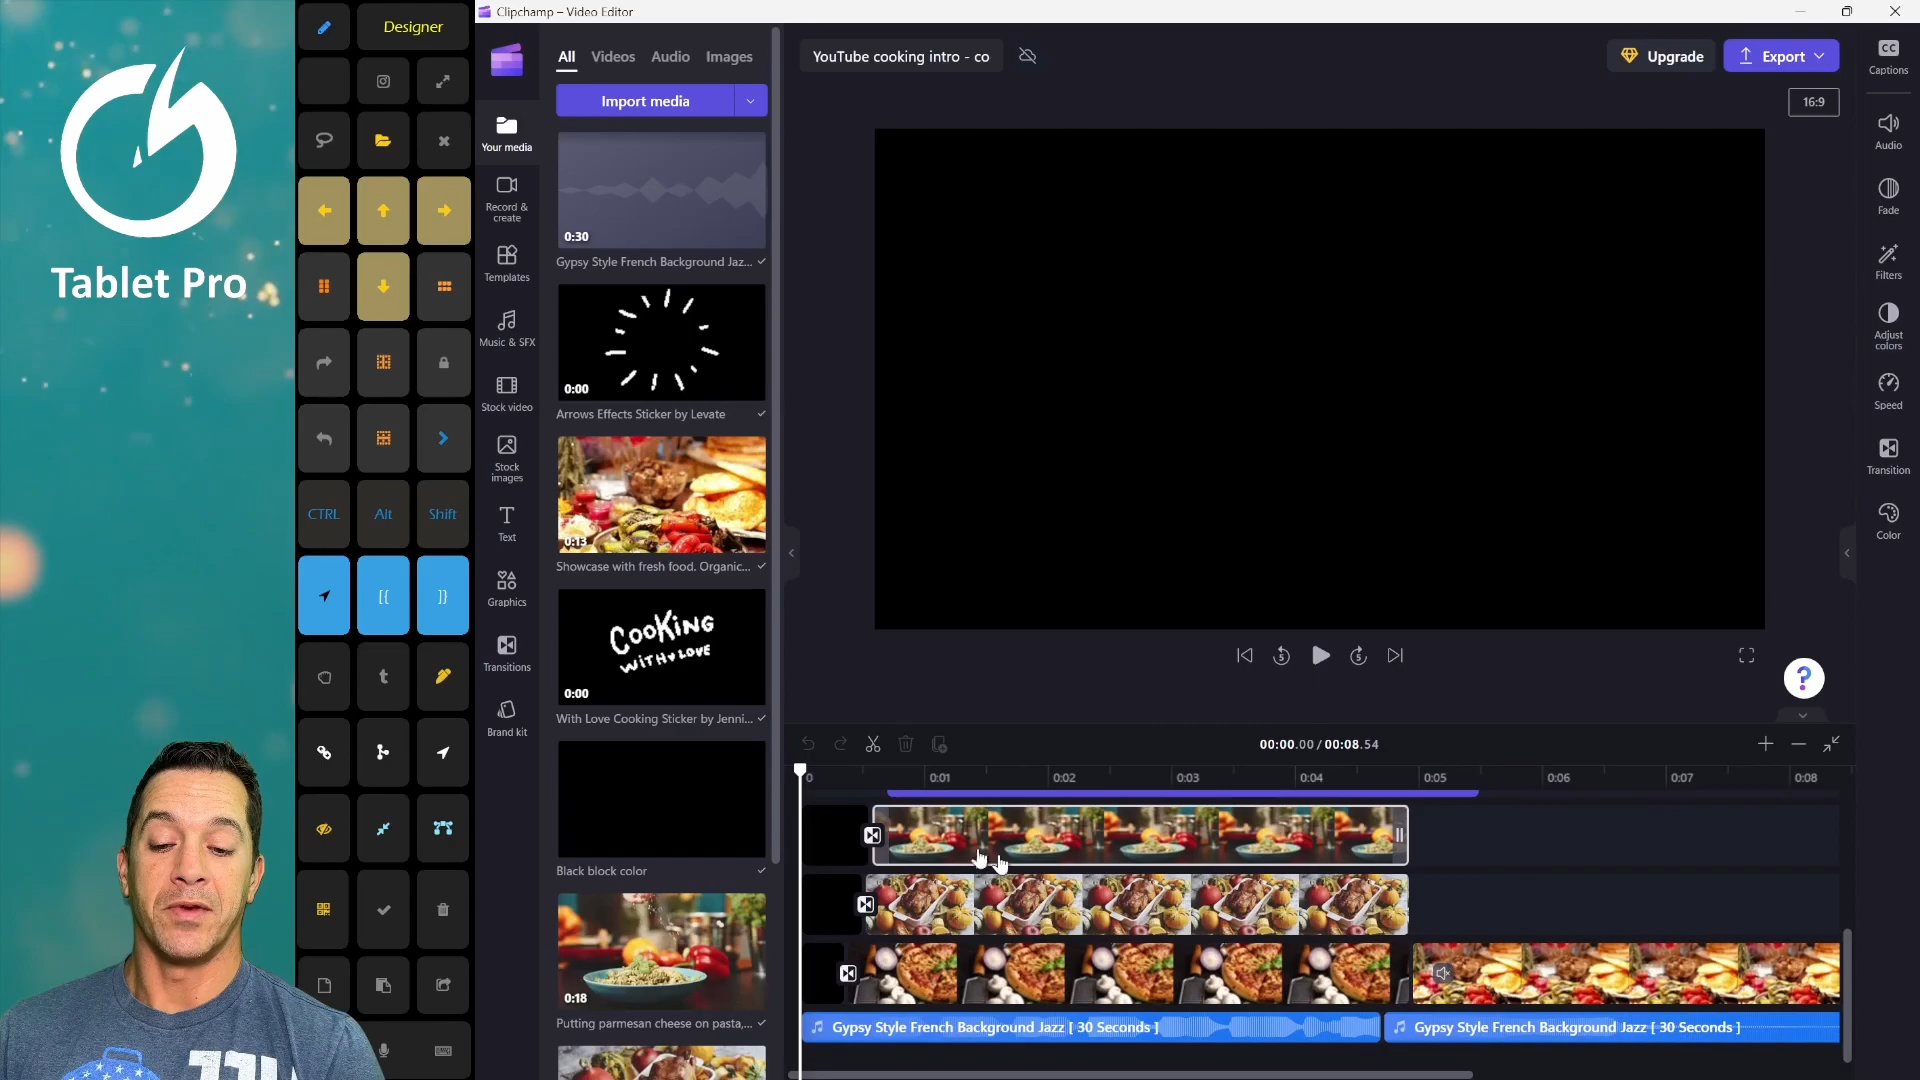 Tablet Pro
Designer
CTRL
Alt
Shift
[{
}]
t
Clipchamp – Video Editor
All
Videos
Audio
Images
Import media
Your media
Record &
create
Templates
Music & SFX
Stock video
Stock
images
Text
Graphics
Transitions
Brand kit
0:30
Gypsy Style French Background Jaz...
0:00
Arrows Effects Sticker by Levate
0:13
Showcase with fresh food. Organic...
COOKING
WITH LOVE
0:00
With Love Cooking Sticker by Jenni...
Black block color
0:18
Putting parmesan cheese on pasta,...
YouTube cooking intro - co
Upgrade
Export
16:9
5
5
?
00:00.00 / 00:08.54
0
0:01
0:02
0:03
0:04
0:05
0:06
0:07
0:08
Gypsy Style French Background Jazz [ 30 Seconds ]
Gypsy Style French Background Jazz [ 30 Seconds ]
CC
Captions
Audio
Fade
Filters
Adjust
colors
Speed
Transition
Color